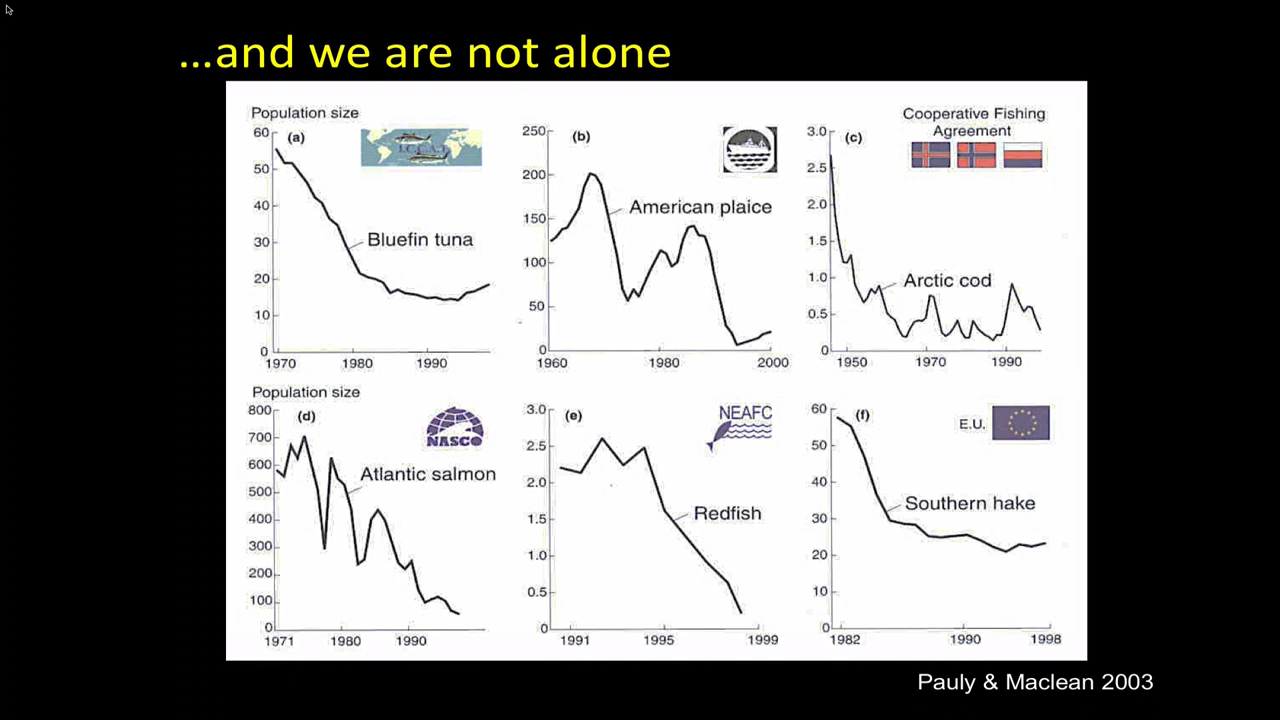 ...and we are not alone
Population size
(a)
60
50
40
30
20
10
0
1970 1980 1990
Bluefin tuna
(b)
250
200
150
100
50
0
1960 1980 2000
American plaice
Cooperative Fishing
Agreement
(c)
3.0
2.5
2.0
1.5
1.0
0.5
0
1950 1970 1990
Arctic cod
Population size
(d)
800
700
600
500
400
300
200
100
0
1971 1980 1990
NASCO
Atlantic salmon
(e)
3.0
2.5
2.0
1.5
1.0
0.5
0
1991 1995 1999
NEAFC
Redfish
(f)
60
50
40
30
20
10
0
1982 1990 1998
E.U.
Southern hake
Pauly & Maclean 2003